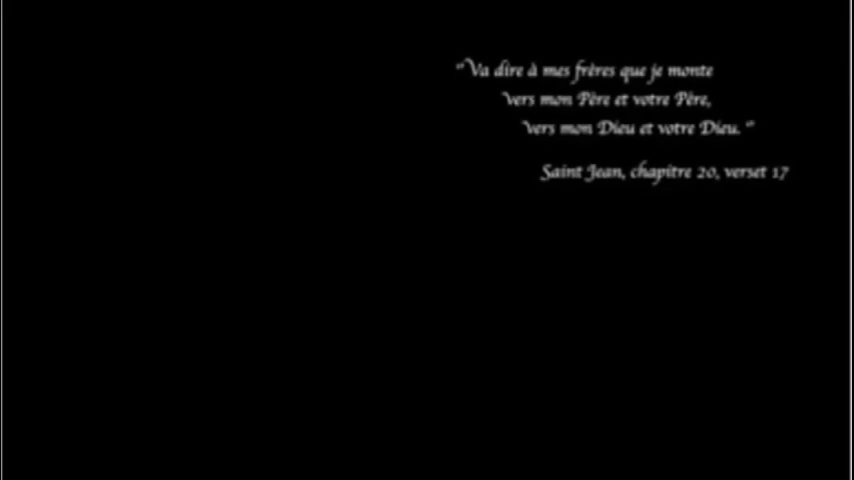 “Va dire à mes frères que je monte
vers mon Père et votre Père,
vers mon Dieu et votre Dieu.”
Saint Jean, chapitre 20, verset 17